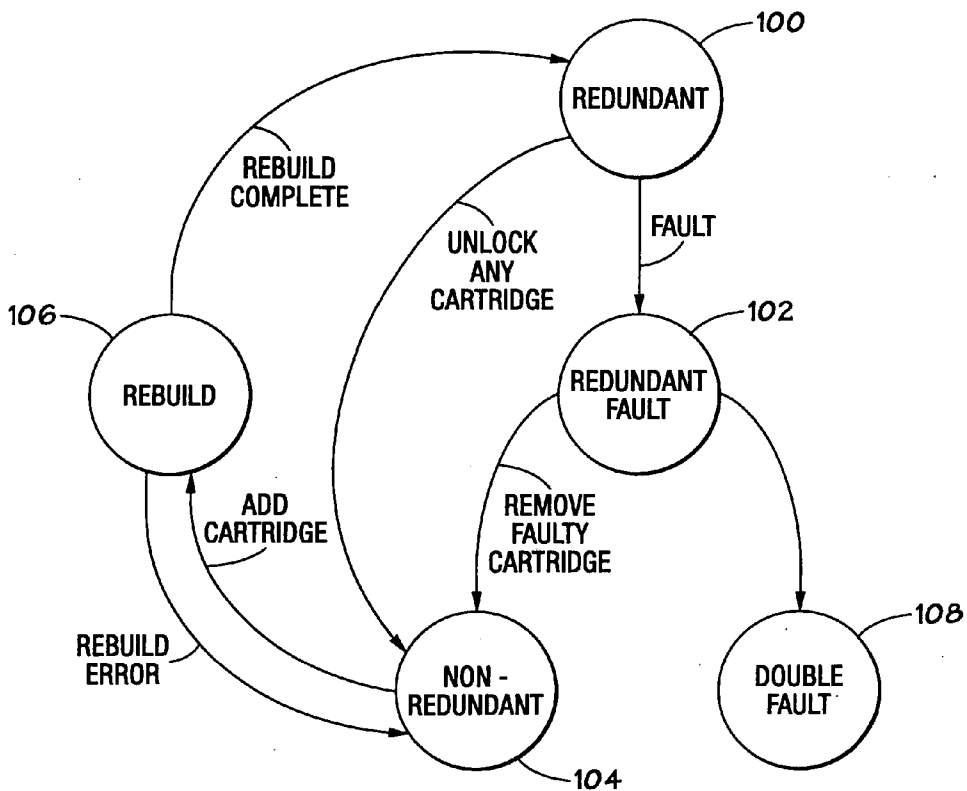 100
REDUNDANT
REBUILD
COMPLETE
UNLOCK
ANY
CARTRIDGE
FAULT
106
102
REBUILD
REDUNDANT
FAULT
ADD
CARTRIDGE
REMOVE
FAULTY
CARTRIDGE
REBUILD
ERROR
NON -
REDUNDANT
108
DOUBLE
FAULT
104